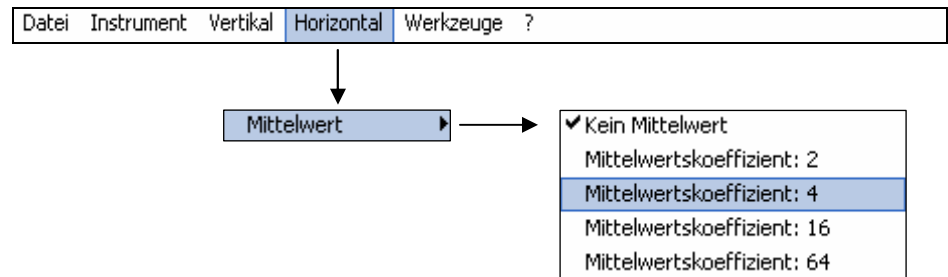 Datei Instrument Vertikal Horizontal Werkzeuge ?
Mittelwert
✔Kein Mittelwert
Mittelwertskoeffizient: 2
Mittelwertskoeffizient: 4
Mittelwertskoeffizient: 16
Mittelwertskoeffizient: 64